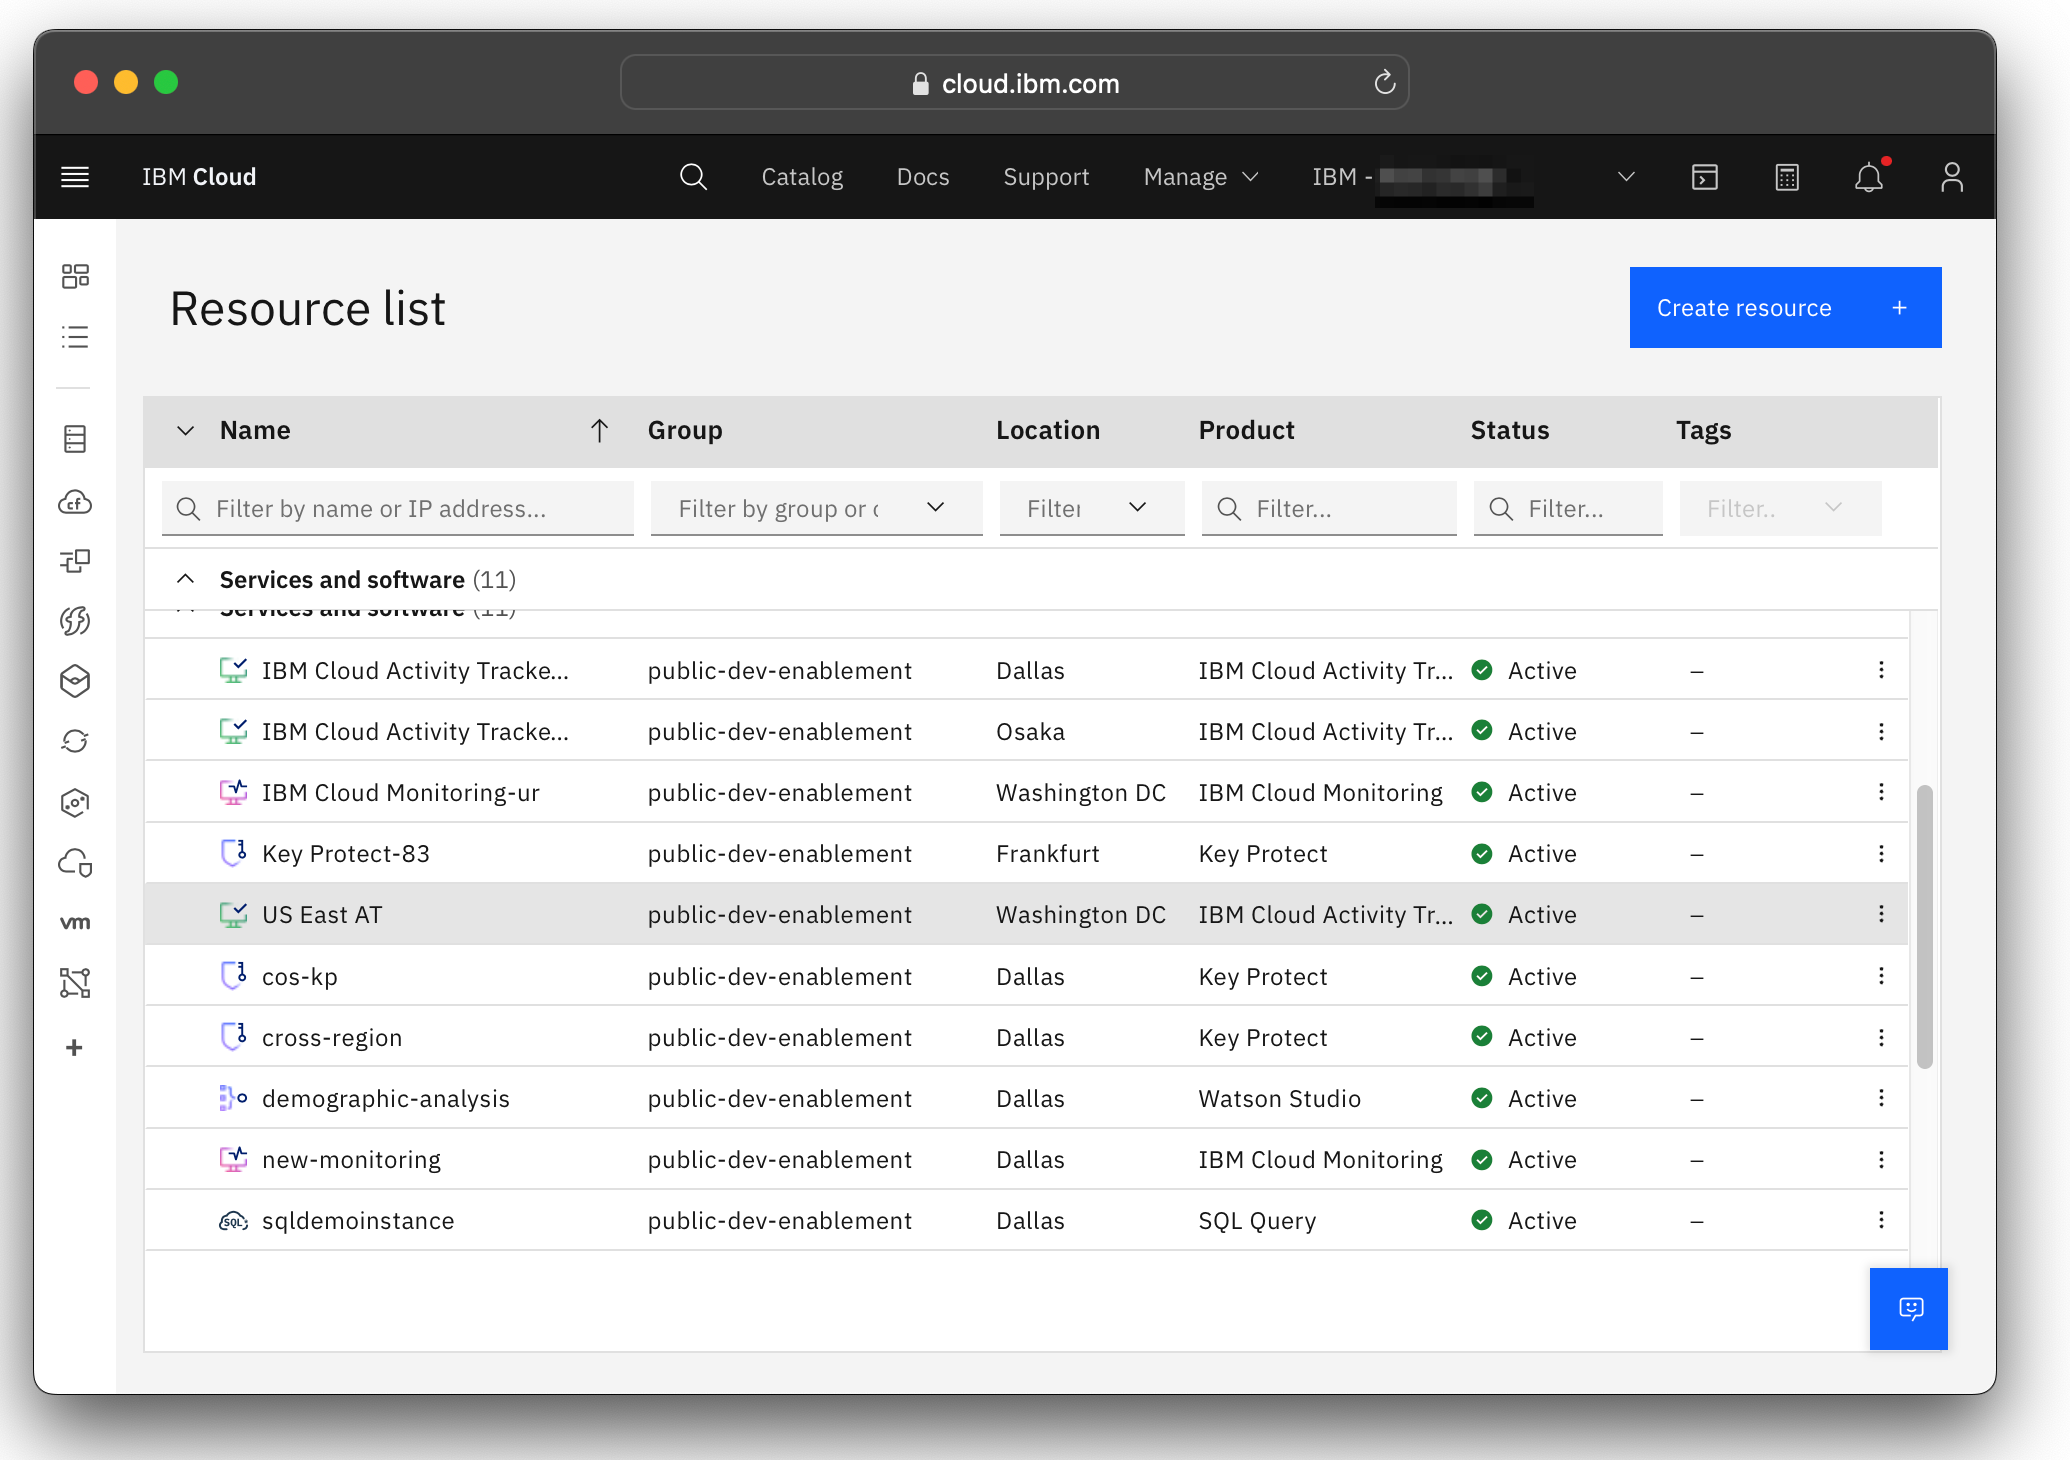 cloud.ibm.com
IBM Cloud Catalog Docs Support Manage IBM -
Resource list
Create resource +
Name Group Location Product Status Tags
Filter by name or IP address... Filter by group or Filter Filter... Filter... Filter..
Services and software (11)
Services and software (11)
IBM Cloud Activity Tracke... public-dev-enablement Dallas IBM Cloud Activity Tr... Active –
IBM Cloud Activity Tracke... public-dev-enablement Osaka IBM Cloud Activity Tr... Active –
IBM Cloud Monitoring-ur public-dev-enablement Washington DC IBM Cloud Monitoring Active –
Key Protect-83 public-dev-enablement Frankfurt Key Protect Active –
US East AT public-dev-enablement Washington DC IBM Cloud Activity Tr... Active –
cos-kp public-dev-enablement Dallas Key Protect Active –
cross-region public-dev-enablement Dallas Key Protect Active –
demographic-analysis public-dev-enablement Dallas Watson Studio Active –
new-monitoring public-dev-enablement Dallas IBM Cloud Monitoring Active –
SQL sqldemoinstance public-dev-enablement Dallas SQL Query Active –
cf
vm
+